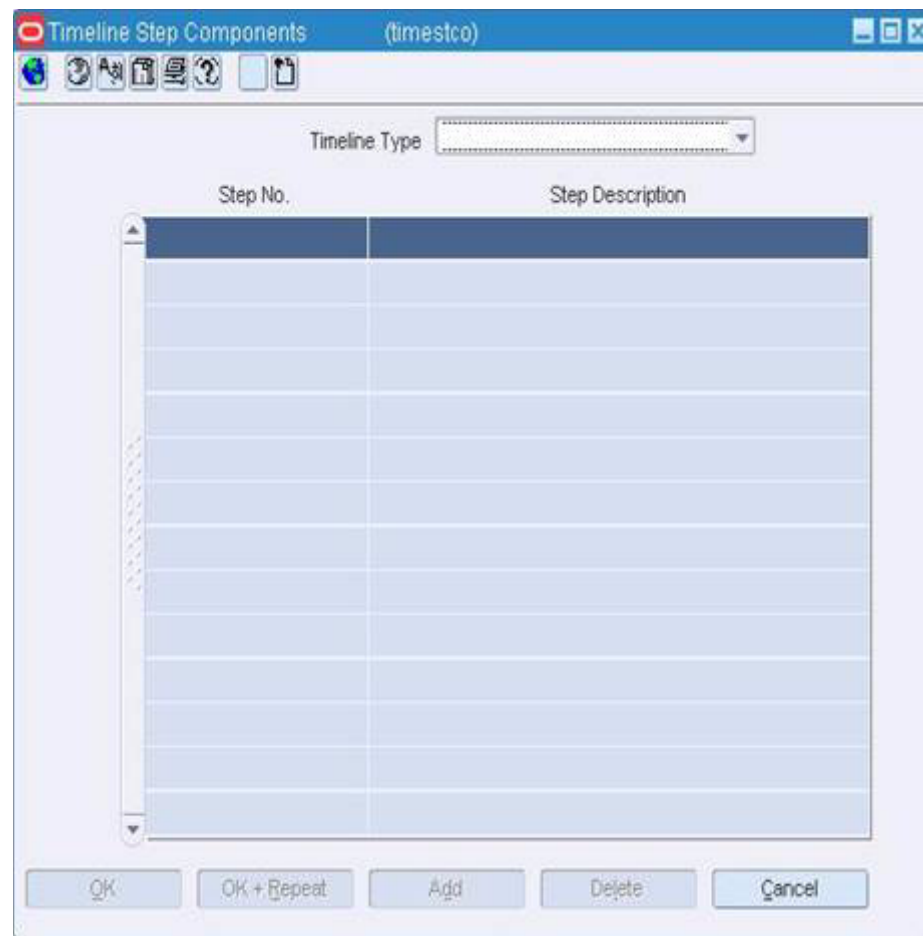 Timeline Step Components (timestco)
Timeline Type
Step No. Step Description
OK OK + Repeat Add Delete Cancel